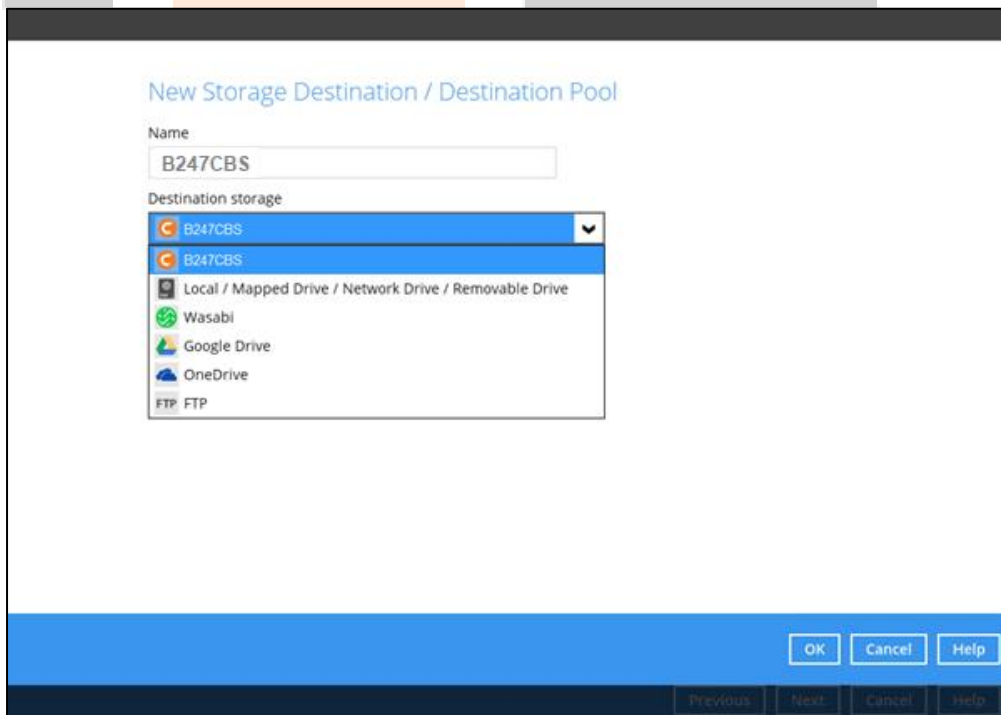 New Storage Destination / Destination Pool
Name
B247CBS
Destination storage
B247CBS
B247CBS
Local / Mapped Drive / Network Drive / Removable Drive
Wasabi
Google Drive
OneDrive
FTP FTP
OK Cancel Help
Previous Next Cancel Help